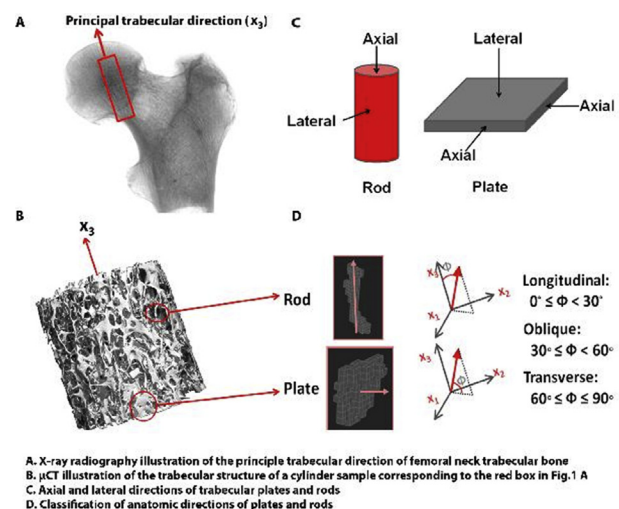 A
Principal trabecular direction (x₃)
C
Axial
Lateral
Lateral
Axial
Axial
Rod
Plate
B
X₃
Rod
Plate
D
Φ
x₃
x₂
x₁
x₃
Φ
x₂
x₁
Longitudinal:
0° ≤ Φ < 30°
Oblique:
30° ≤ Φ < 60°
Transverse:
60° ≤ Φ ≤ 90°
A. X-ray radiography illustration of the principle trabecular direction of femoral neck trabecular bone
B. μCT illustration of the trabecular structure of a cylinder sample corresponding to the red box in Fig.1 A
C. Axial and lateral directions of trabecular plates and rods
D. Classification of anatomic directions of plates and rods